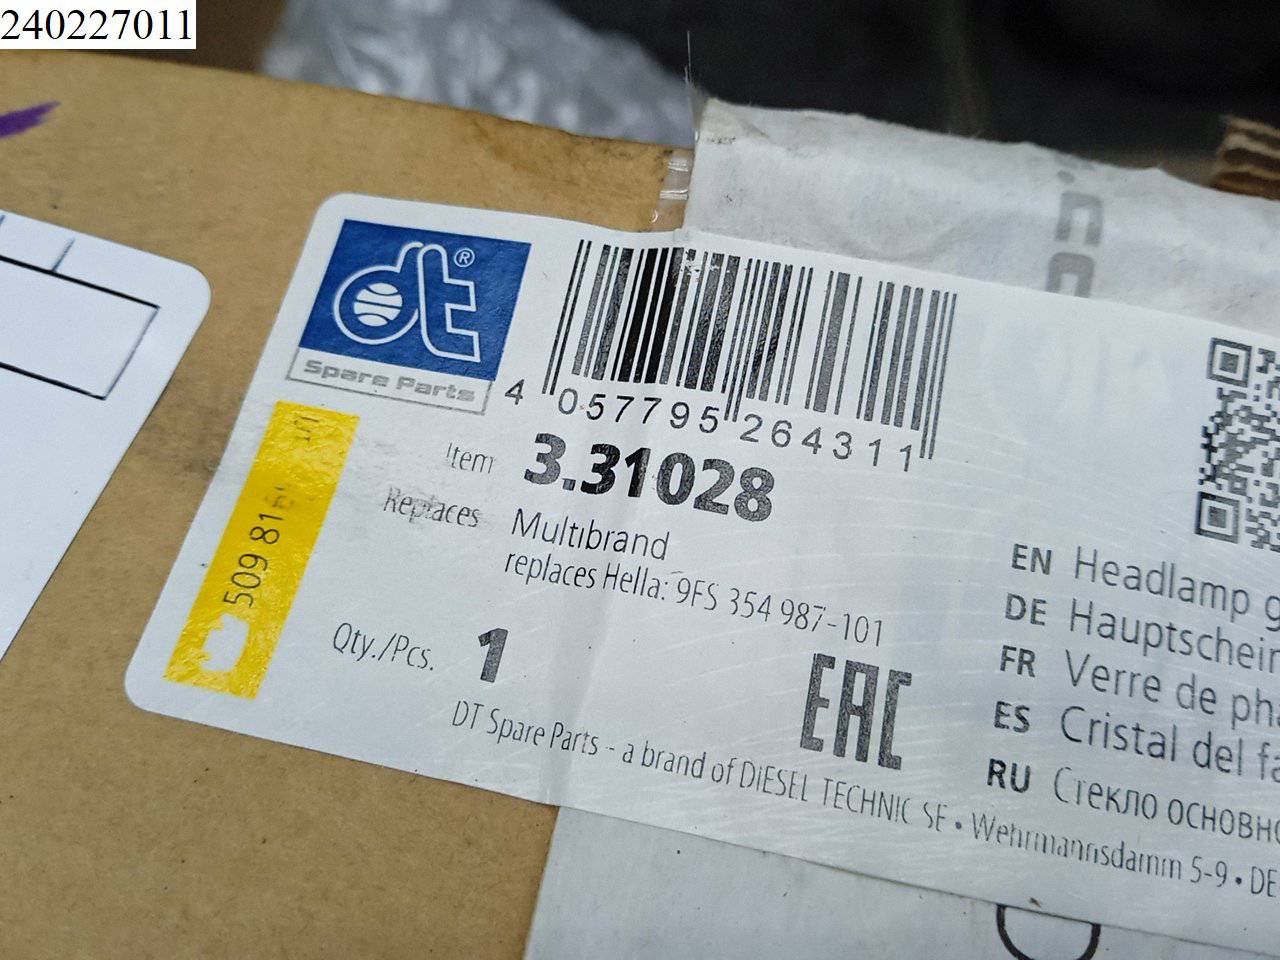 240227011
dt®
Spare Parts
4 057795 264311
Item 3.31028
Replaces Multibrand
replaces Hella: 9FS 354 987-101
Qty./Pcs. 1
EAC
509 81
DT Spare Parts - a brand of DIESEL TECHNIC SE • Wehrmannsdamm 5-9 • DE
EN Headlamp g
DE Hauptschein
FR Verre de pha
ES Cristal del fa
RU Стекло основно